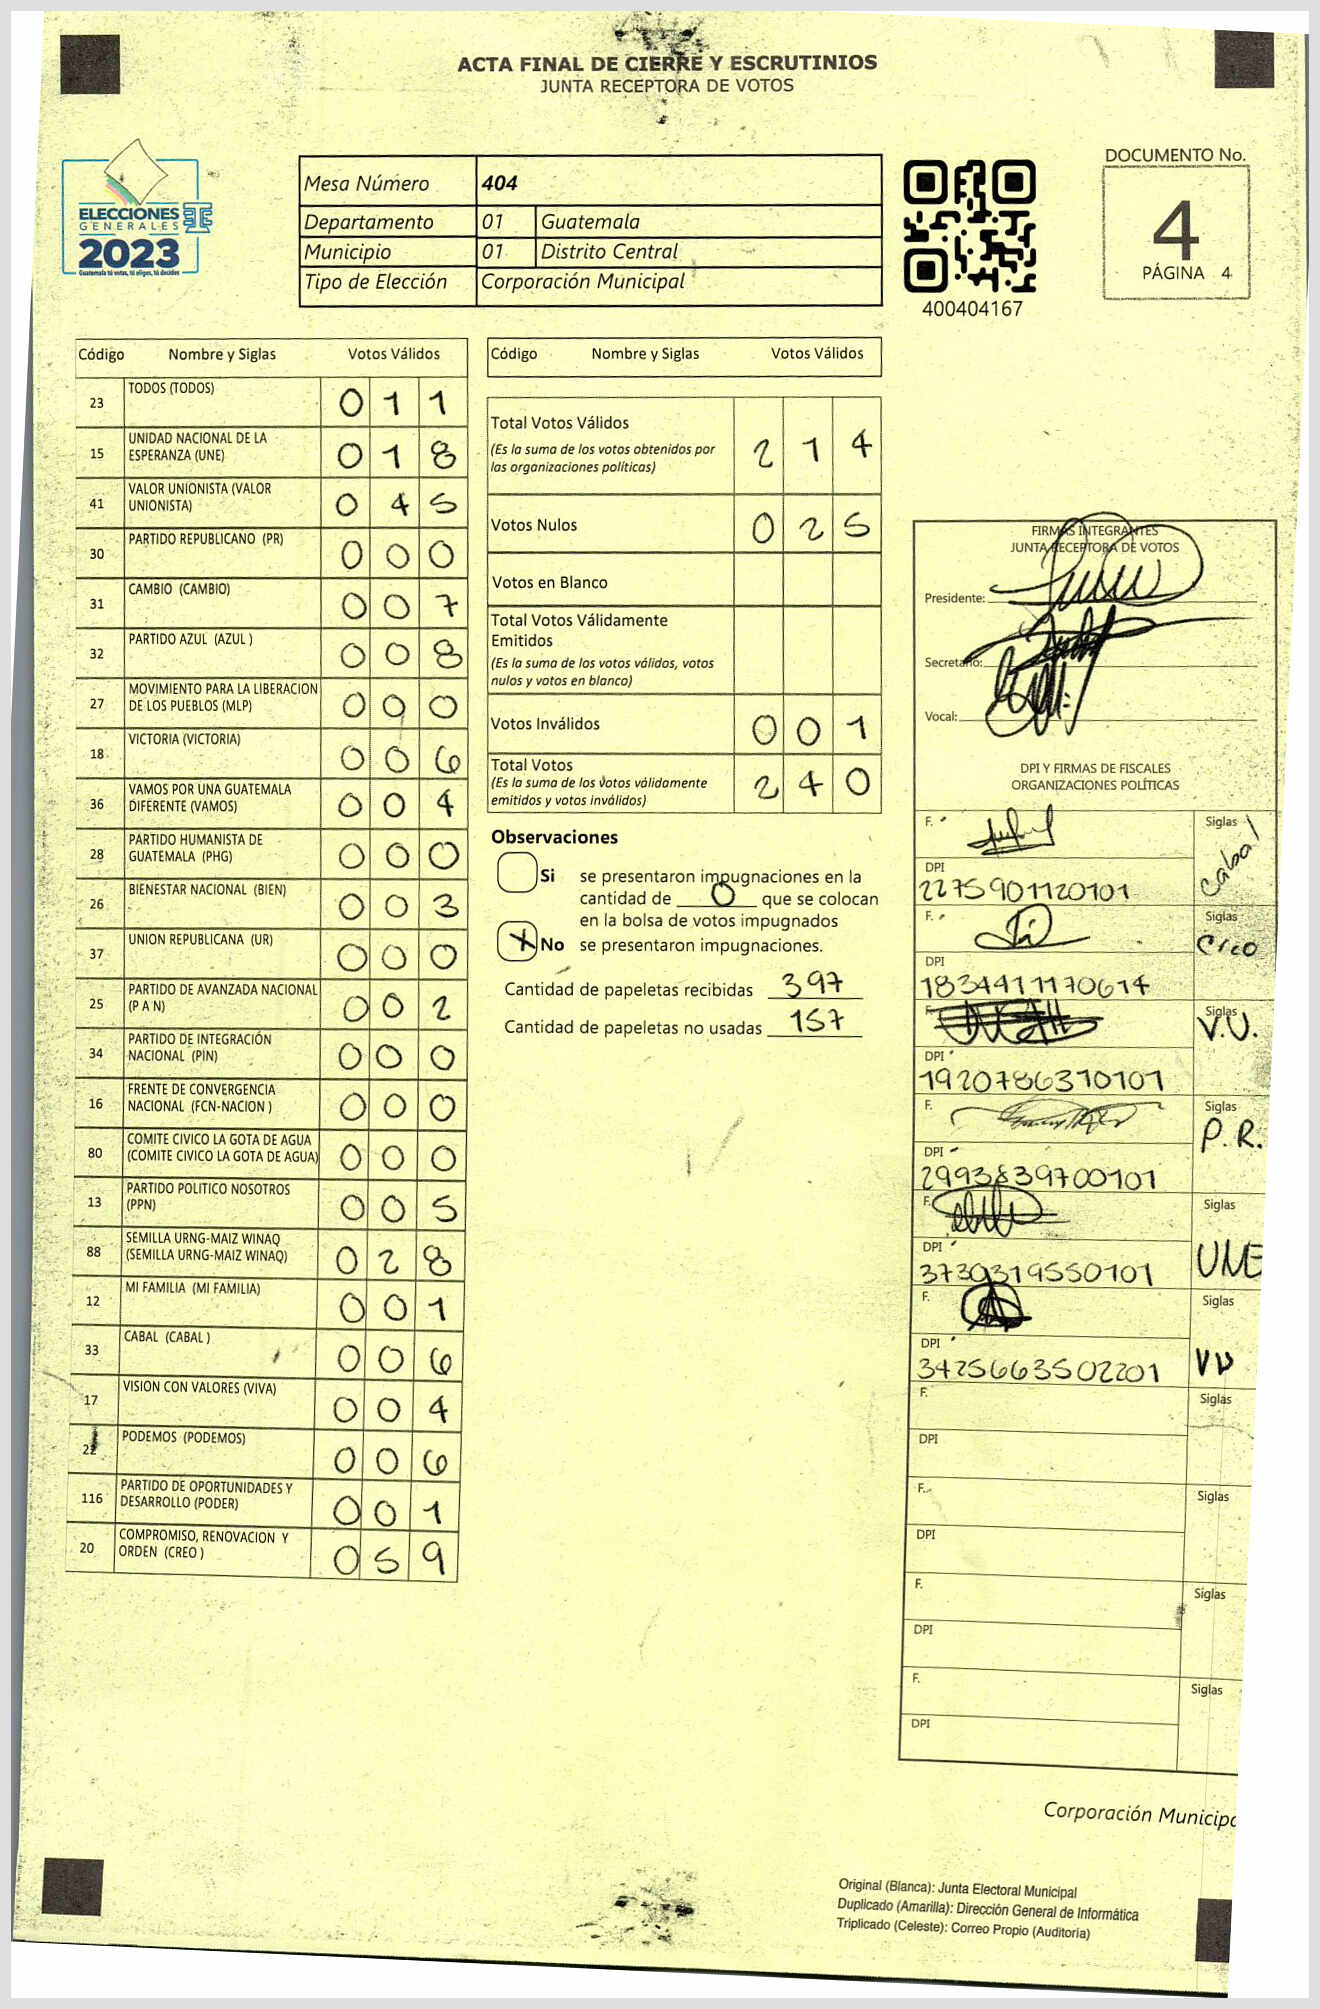 ACTA FINAL DE CIERRE Y ESCRUTINIOS
JUNTA RECEPTORA DE VOTOS
ELECCIONES
GENERALES
2023
Guatemala tú votas, tú eliges, tú decides
Mesa Número 404
Departamento 01 Guatemala
Municipio 01 Distrito Central
Tipo de Elección Corporación Municipal
400404167
DOCUMENTO No.
4
PÁGINA 4
Código Nombre y Siglas Votos Válidos
23 TODOS (TODOS) 0 1 1
15 UNIDAD NACIONAL DE LA
ESPERANZA (UNE) 0 1 8
41 VALOR UNIONISTA (VALOR
UNIONISTA) 0 4 5
30 PARTIDO REPUBLICANO (PR) 0 0 0
31 CAMBIO (CAMBIO) 0 0 7
32 PARTIDO AZUL (AZUL ) 0 0 8
27 MOVIMIENTO PARA LA LIBERACION
DE LOS PUEBLOS (MLP) 0 0 0
18 VICTORIA (VICTORIA) 0 0 6
36 VAMOS POR UNA GUATEMALA
DIFERENTE (VAMOS) 0 0 4
28 PARTIDO HUMANISTA DE
GUATEMALA (PHG) 0 0 0
26 BIENESTAR NACIONAL (BIEN) 0 0 3
37 UNION REPUBLICANA (UR) 0 0 0
25 PARTIDO DE AVANZADA NACIONAL
(P A N) 0 0 2
34 PARTIDO DE INTEGRACIÓN
NACIONAL (PIN) 0 0 0
16 FRENTE DE CONVERGENCIA
NACIONAL (FCN-NACION ) 0 0 0
80 COMITE CIVICO LA GOTA DE AGUA
(COMITE CIVICO LA GOTA DE AGUA) 0 0 0
13 PARTIDO POLITICO NOSOTROS
(PPN) 0 0 5
88 SEMILLA URNG-MAIZ WINAQ
(SEMILLA URNG-MAIZ WINAQ) 0 2 8
12 MI FAMILIA (MI FAMILIA) 0 0 1
33 CABAL (CABAL ) 0 0 6
17 VISION CON VALORES (VIVA) 0 0 4
22 PODEMOS (PODEMOS) 0 0 6
116 PARTIDO DE OPORTUNIDADES Y
DESARROLLO (PODER) 0 0 1
20 COMPROMISO, RENOVACION Y
ORDEN (CREO ) 0 5 9
Código Nombre y Siglas Votos Válidos
Total Votos Válidos
(Es la suma de los votos obtenidos por
las organizaciones políticas) 2 1 4
Votos Nulos 0 2 5
Votos en Blanco
Total Votos Válidamente
Emitidos
(Es la suma de los votos válidos, votos
nulos y votos en blanco)
Votos Inválidos 0 0 1
Total Votos
(Es la suma de los votos válidamente
emitidos y votos inválidos) 2 4 0
Observaciones
Si se presentaron impugnaciones en la
cantidad de 0 que se colocan
en la bolsa de votos impugnados
X No se presentaron impugnaciones.
Cantidad de papeletas recibidas 397
Cantidad de papeletas no usadas 157
FIRMAS INTEGRANTES
JUNTA RECEPTORA DE VOTOS
Presidente:
Secretario:
Vocal:
DPI Y FIRMAS DE FISCALES
ORGANIZACIONES POLÍTICAS
F. Siglas
Cabal
DPI
2275901120101
F. Siglas
Creo
DPI
1834411170614
F. Siglas
V.U.
DPI
1920786370101
F. Siglas
P.R.
DPI
2993839700101
F. Siglas
UNE
DPI
3730319550101
F. Siglas
DPI
3425663502201
F. Siglas
DPI
F. Siglas
DPI
F. Siglas
DPI
F. Siglas
DPI
Corporación Municipa
Original (Blanca): Junta Electoral Municipal
Duplicado (Amarilla): Dirección General de Informática
Triplicado (Celeste): Correo Propio (Auditoría)